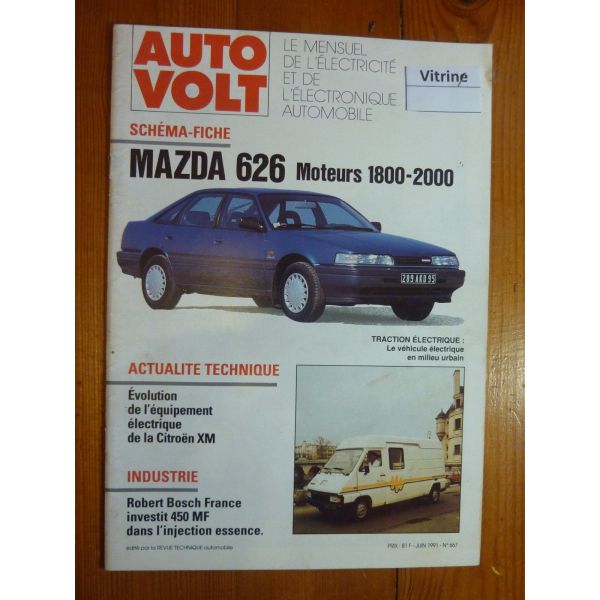 AUTO
VOLT
LE MENSUEL
DE L'ÉLECTRICITÉ
ET DE
L'ÉLECTRONIQUE
AUTOMOBILE
Vitrine
SCHÉMA-FICHE
MAZDA 626 Moteurs 1800-2000
289 AKD 95
TRACTION ÉLECTRIQUE :
Le véhicule électrique
en milieu urbain
ACTUALITE TECHNIQUE
Évolution
de l'équipement
électrique
de la Citroën XM
INDUSTRIE
Robert Bosch France
investit 450 MF
dans l'injection essence.
édité par la REVUE TECHNIQUE automobile
PRIX : 81 F - JUIN 1991 - N° 667